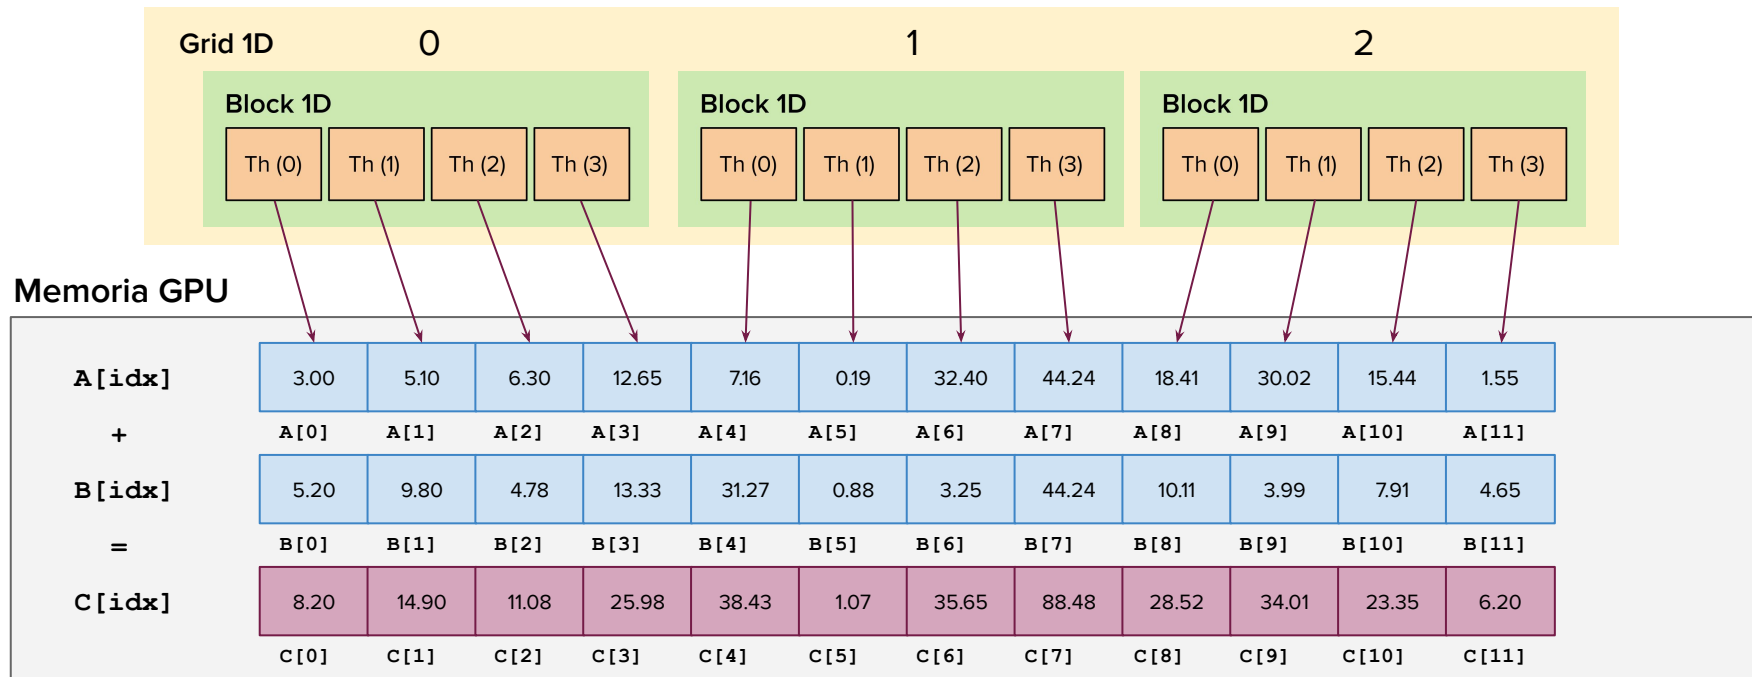 Grid 1D 0 1 2
Block 1D Block 1D Block 1D
Th (0) Th (1) Th (2) Th (3) Th (0) Th (1) Th (2) Th (3) Th (0) Th (1) Th (2) Th (3)
Memoria GPU
A[idx] 3.00 5.10 6.30 12.65 7.16 0.19 32.40 44.24 18.41 30.02 15.44 1.55
+ A[0] A[1] A[2] A[3] A[4] A[5] A[6] A[7] A[8] A[9] A[10] A[11]
B[idx] 5.20 9.80 4.78 13.33 31.27 0.88 3.25 44.24 10.11 3.99 7.91 4.65
= B[0] B[1] B[2] B[3] B[4] B[5] B[6] B[7] B[8] B[9] B[10] B[11]
C[idx] 8.20 14.90 11.08 25.98 38.43 1.07 35.65 88.48 28.52 34.01 23.35 6.20
C[0] C[1] C[2] C[3] C[4] C[5] C[6] C[7] C[8] C[9] C[10] C[11]